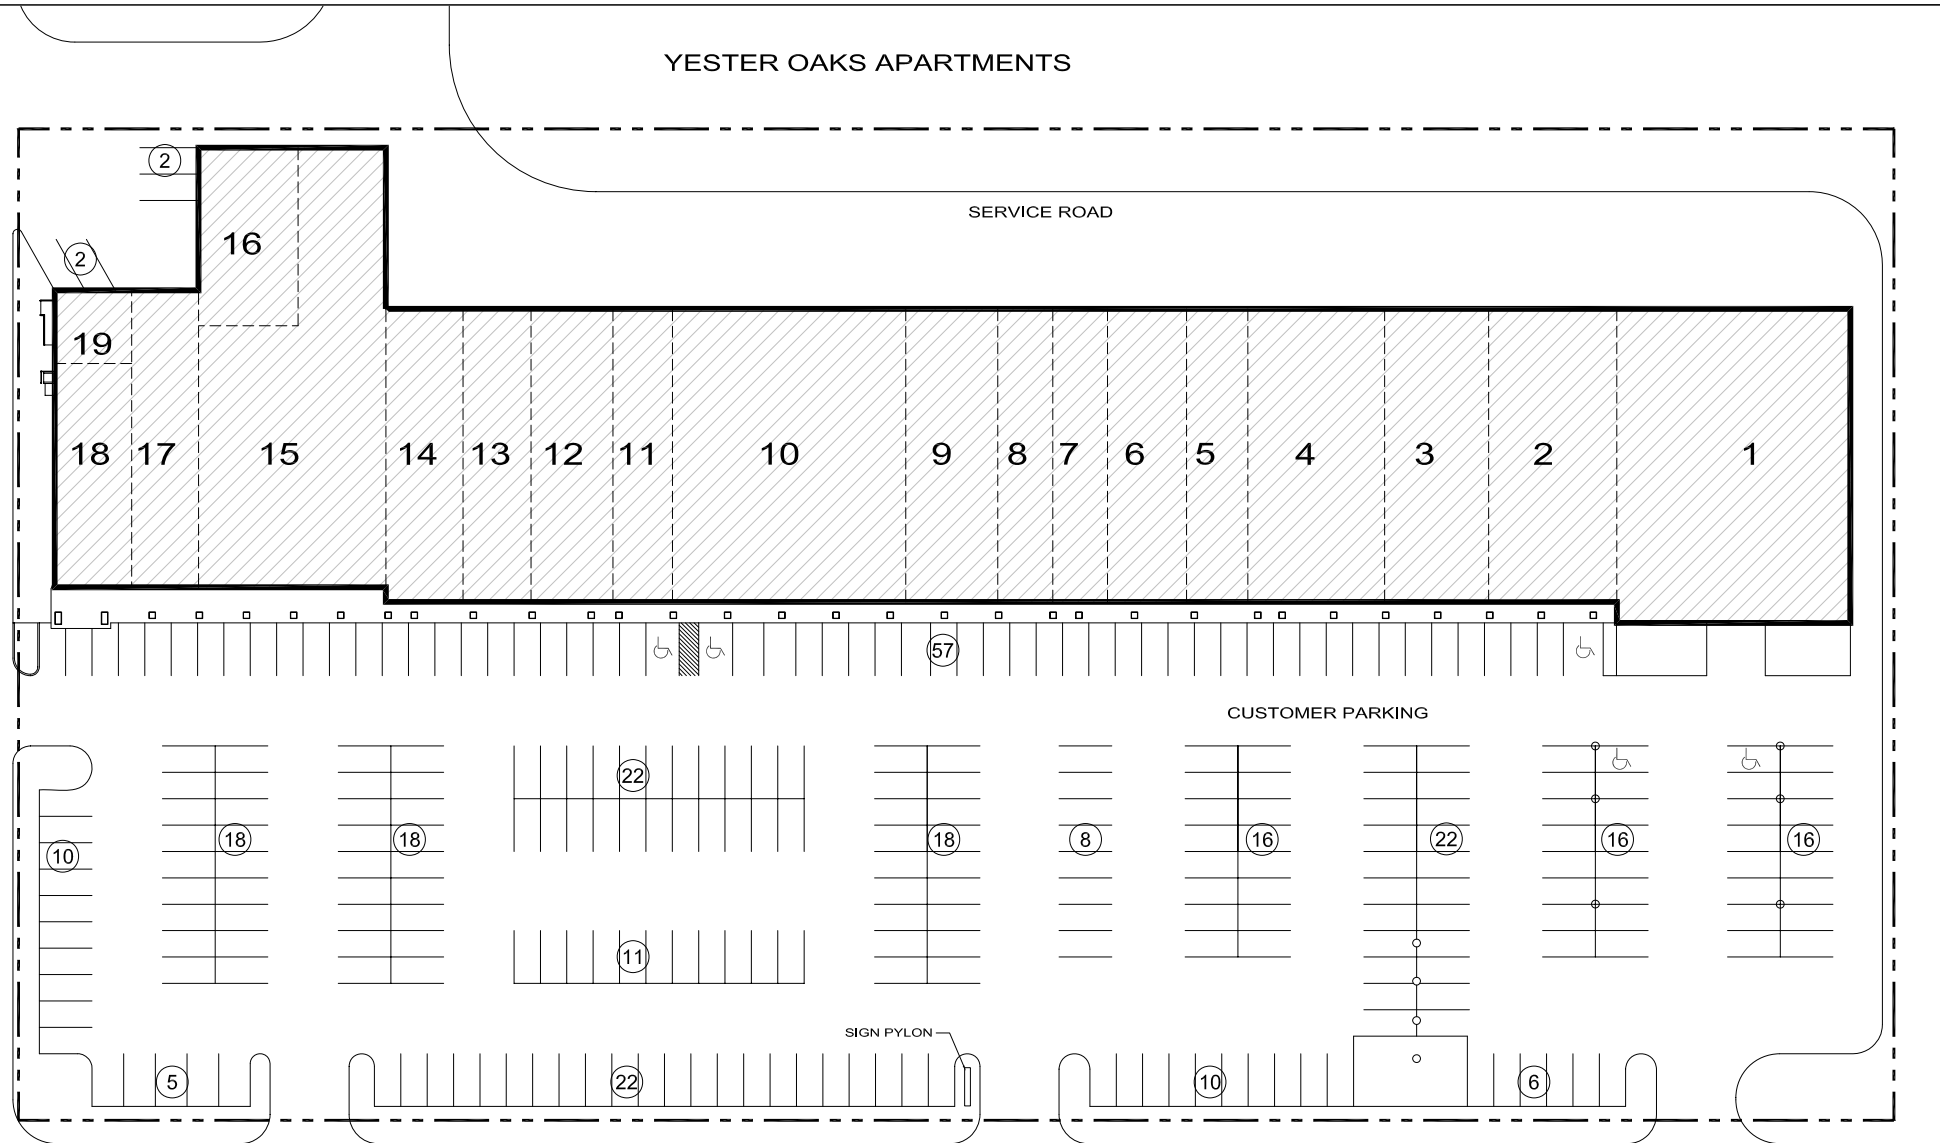 YESTER OAKS APARTMENTS
2
SERVICE ROAD
16
2
19
18 17 15 14 13 12 11 10 9 8 7 6 5 4 3 2 1
57
CUSTOMER PARKING
22
18 18 18 8 16 22 16 16
10
11
SIGN PYLON
5 22 10 6